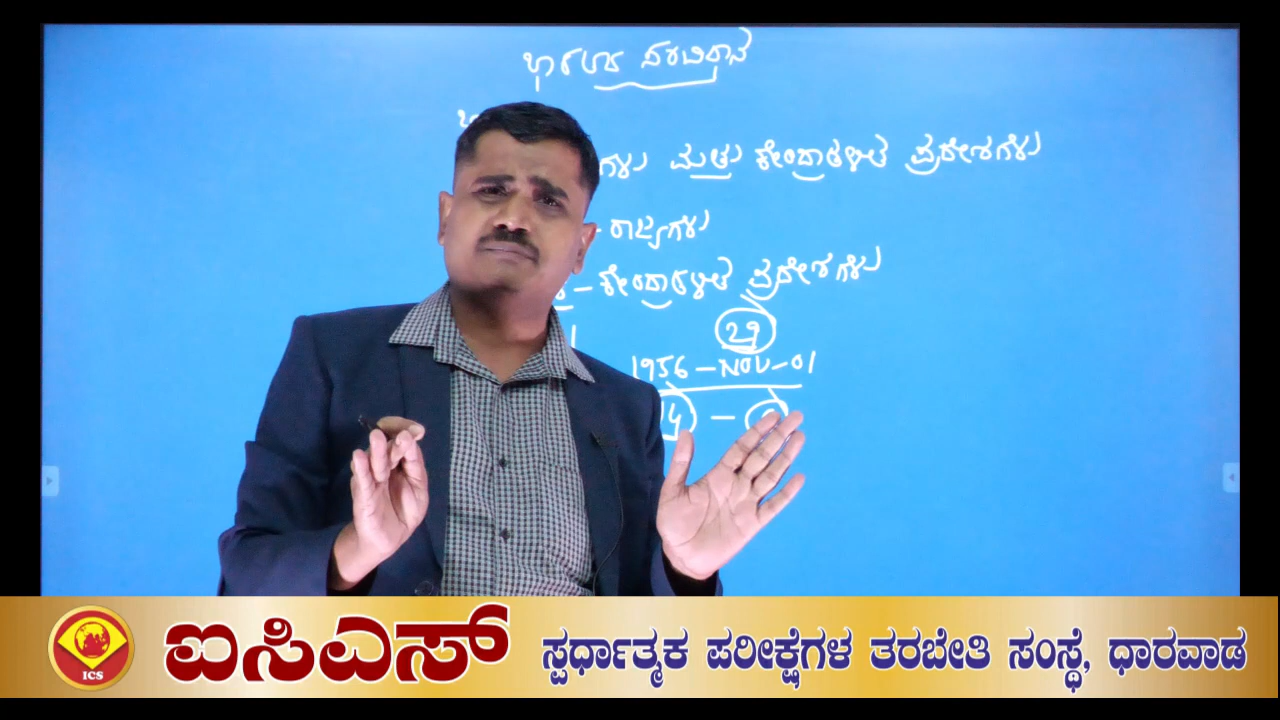 ಭಾರತದ ಸಂವಿಧಾನ
ಗಳು ಮತ್ತು ಕೇಂದ್ರಾಡಳಿತ ಪ್ರದೇಶಗಳು
- ರಾಜ್ಯಗಳು
- ಕೇಂದ್ರಾಡಳಿತ ಪ್ರದೇಶಗಳು
1956 - NOV - 01
ICS
ಐಸಿಎಸ್ ಸ್ಪರ್ಧಾತ್ಮಕ ಪರೀಕ್ಷೆಗಳ ತರಬೇತಿ ಸಂಸ್ಥೆ, ಧಾರವಾಡ